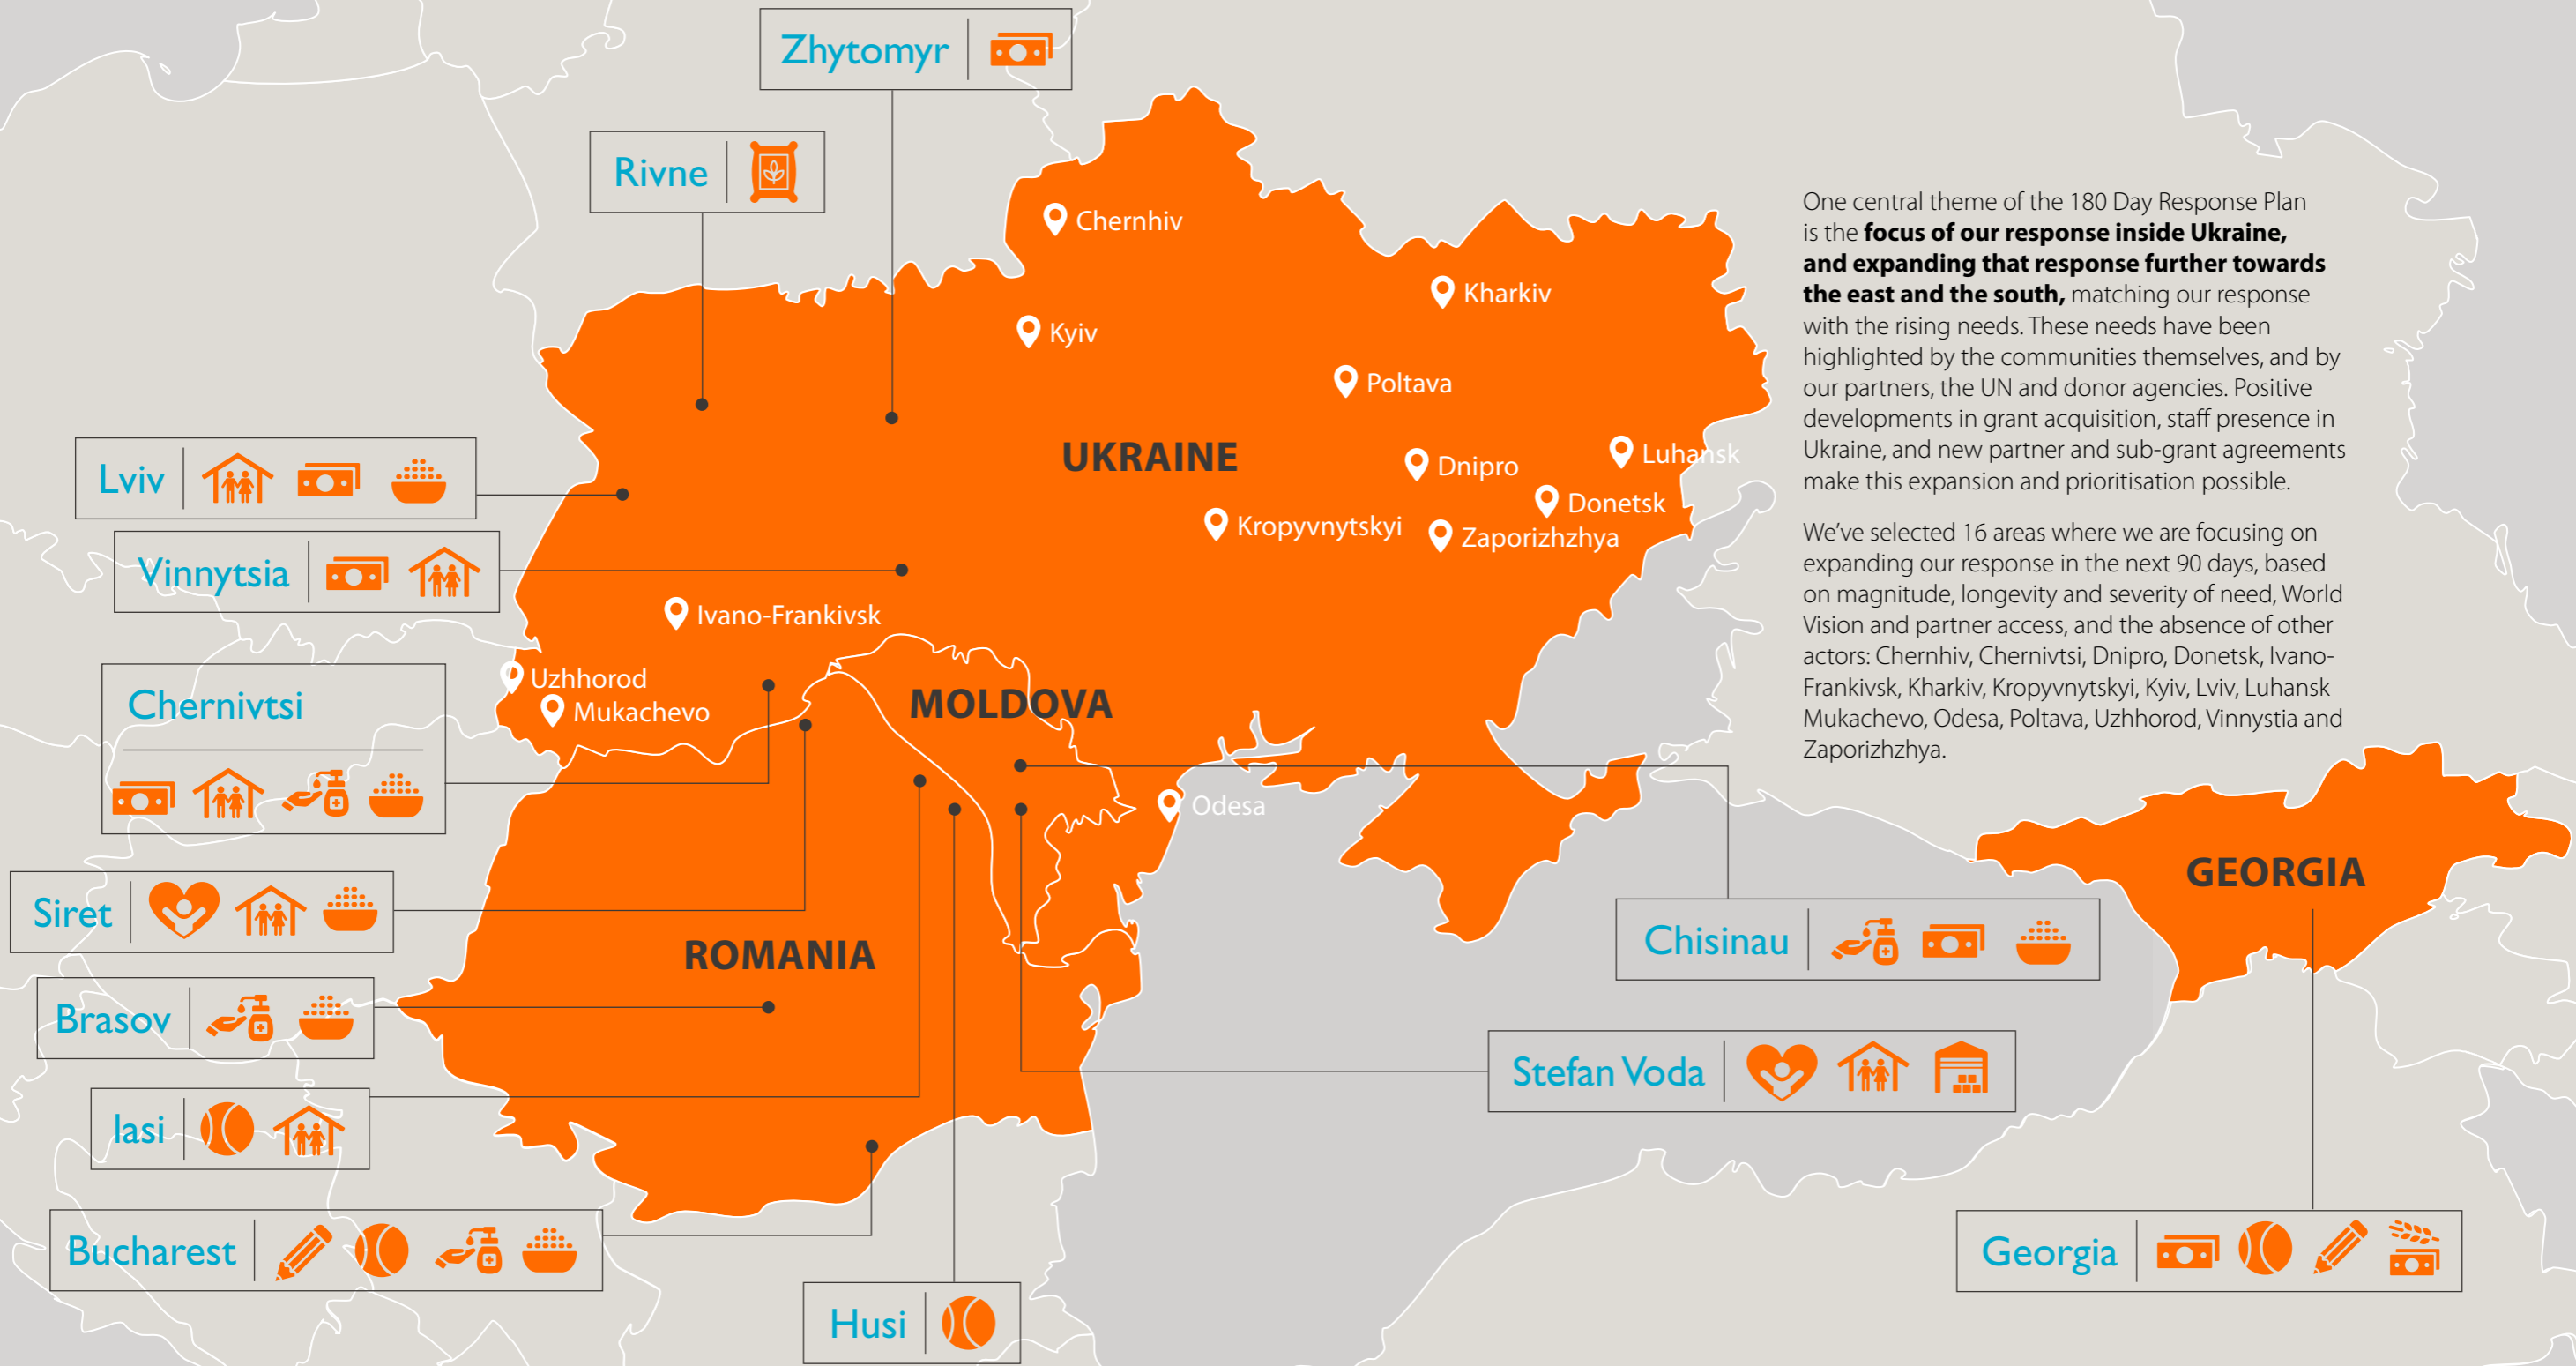 Zhytomyr
Rivne
Chernhiv
Kharkiv
Kyiv
Poltava
UKRAINE
Luhansk
Dnipro
Donetsk
Kropyvnytskyi
Zaporizhzhya
Lviv
Vinnytsia
Ivano-Frankivsk
Uzhhorod
Mukachevo
Chernivtsi
MOLDOVA
Odesa
Siret
ROMANIA
Brasov
Iasi
Bucharest
Husi
One central theme of the 180 Day Response Plan
is the focus of our response inside Ukraine,
and expanding that response further towards
the east and the south, matching our response
with the rising needs. These needs have been
highlighted by the communities themselves, and by
our partners, the UN and donor agencies. Positive
developments in grant acquisition, staff presence in
Ukraine, and new partner and sub-grant agreements
make this expansion and prioritisation possible.
We've selected 16 areas where we are focusing on
expanding our response in the next 90 days, based
on magnitude, longevity and severity of need, World
Vision and partner access, and the absence of other
actors: Chernhiv, Chernivtsi, Dnipro, Donetsk, Ivano-
Frankivsk, Kharkiv, Kropyvnytskyi, Kyiv, Lviv, Luhansk
Mukachevo, Odesa, Poltava, Uzhhorod, Vinnystia and
Zaporizhzhya.
GEORGIA
Chisinau
Stefan Voda
Georgia